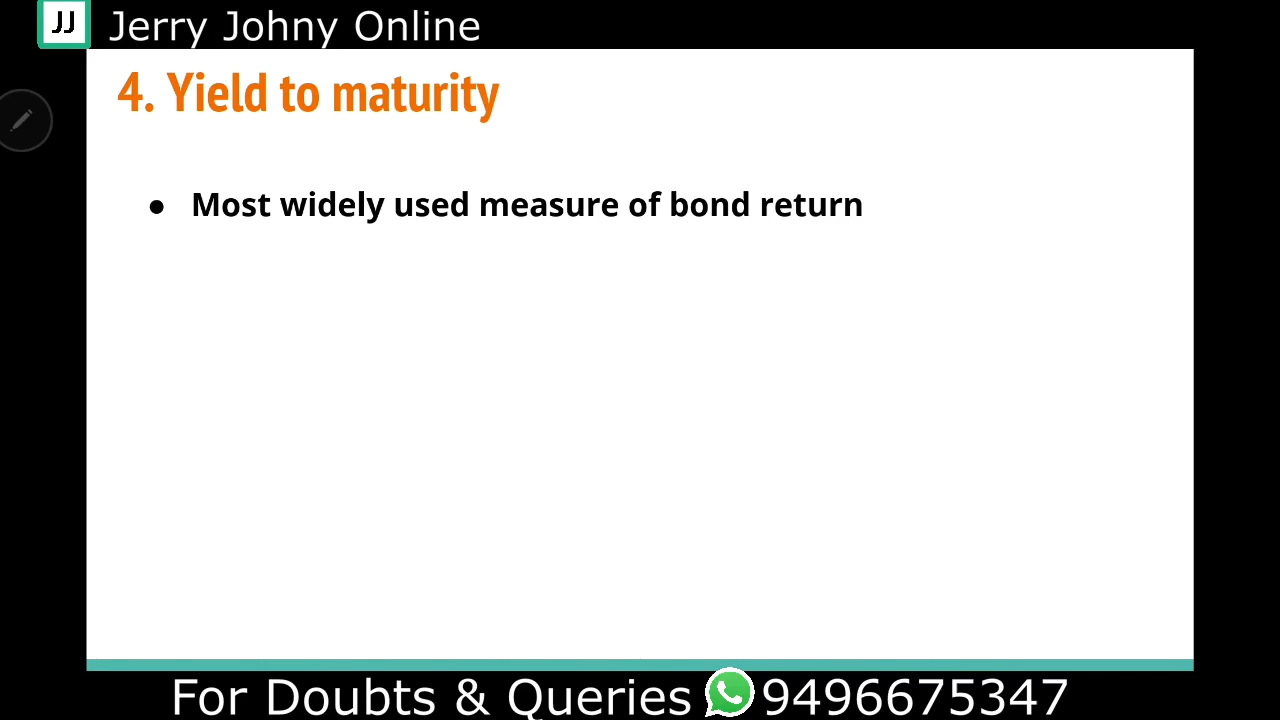 JJ Jerry Johny Online
4. Yield to maturity
● Most widely used measure of bond return
For Doubts & Queries 9496675347